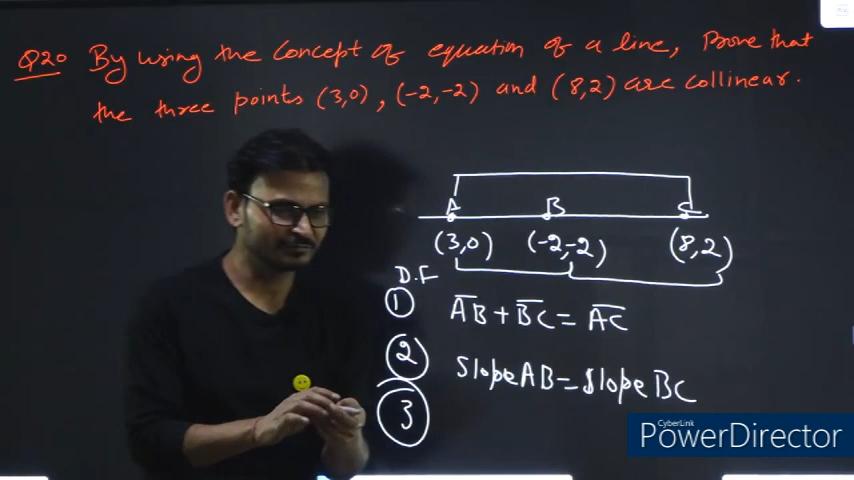 Q20 By using the concept of equation of a line, Prove that
the three points (3,0), (-2,-2) and (8,2) are collinear.
A B C
(3,0) (-2,-2) (8,2)
D.F
1 AB + BC = AC
2 Slope AB = Slope BC
3
CyberLink
PowerDirector